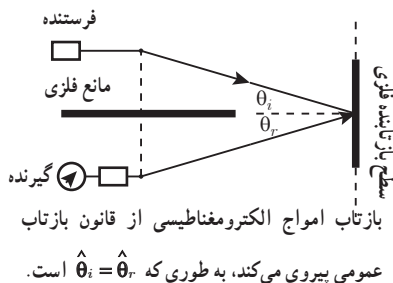 فرستنده
مانع فلزی
θi
θr
سطح بازتابنده فلزی
گیرنده
بازتاب امواج الکترومغناطیسی از قانون بازتاب
عمومی پیروی می‌کند، به طوری که θ̂i = θ̂r است.